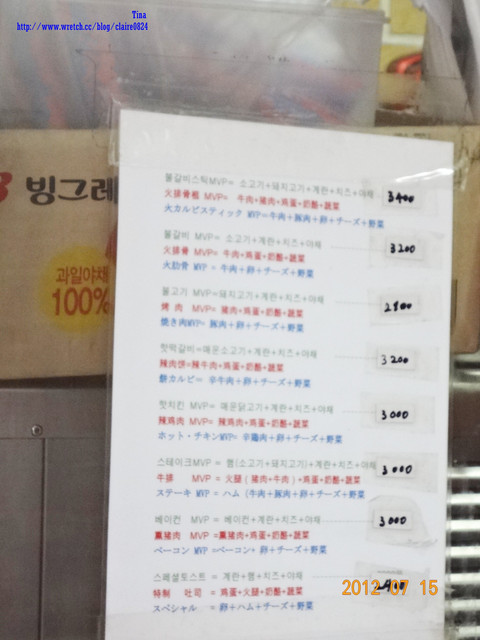 Tina
http://www.wretch.cc/blog/claire0824
빙그레
과일야채
100%
불갈비스틱MVP= 소고기+돼지고기+계란+치즈+야채
火排骨棍 MVP= 牛肉+猪肉+鸡蛋+奶酪+蔬菜
火カルビスティック MVP=牛肉+豚肉+卵+チーズ+野菜
3400
불갈비 MVP= 소고기+계란+치즈+야채
火排骨 MVP= 牛肉+鸡蛋+奶酪+蔬菜
火肋骨 MVP = 牛肉+卵+チーズ+野菜
3200
불고기 MVP=돼지고기+계란+치즈+야채
烤 肉 MVP= 猪肉+鸡蛋+奶酪+蔬菜
焼き肉MVP= 豚肉+卵+チーズ+野菜
2800
핫떡갈비=매운소고기+계란+치즈+야채
辣肉饼=辣牛肉+鸡蛋+奶酪+蔬菜
餅カルビ= 辛牛肉+卵+チーズ+野菜
3200
핫치킨 MVP= 매운닭고기+계란+치즈+야채
辣鸡肉 MVP= 辣鸡肉+鸡蛋+奶酪+蔬菜
ホット・チキンMVP= 辛鶏肉+卵+チーズ+野菜
3000
스테이크MVP = 햄(소고기+돼지고기)+계란+치즈+야채
牛排 MVP = 火腿(猪肉+牛肉)+鸡蛋+奶酪+蔬菜
ステーキ MVP = ハム(牛肉+豚肉+卵+チーズ+野菜
3000
베이컨 MVP = 베이컨+계란+치즈+야채
薰猪肉 MVP =薰猪肉+鸡蛋+奶酪+蔬菜
ベーコン MVP =ベーコン+ 卵+チーズ+野菜
3000
스페셜토스트 = 계란+햄+치즈+야채
特制 吐司 = 鸡蛋+火腿+奶酪+蔬菜
スペシャル = 卵+ハム+チーズ+野菜
2012 07 15